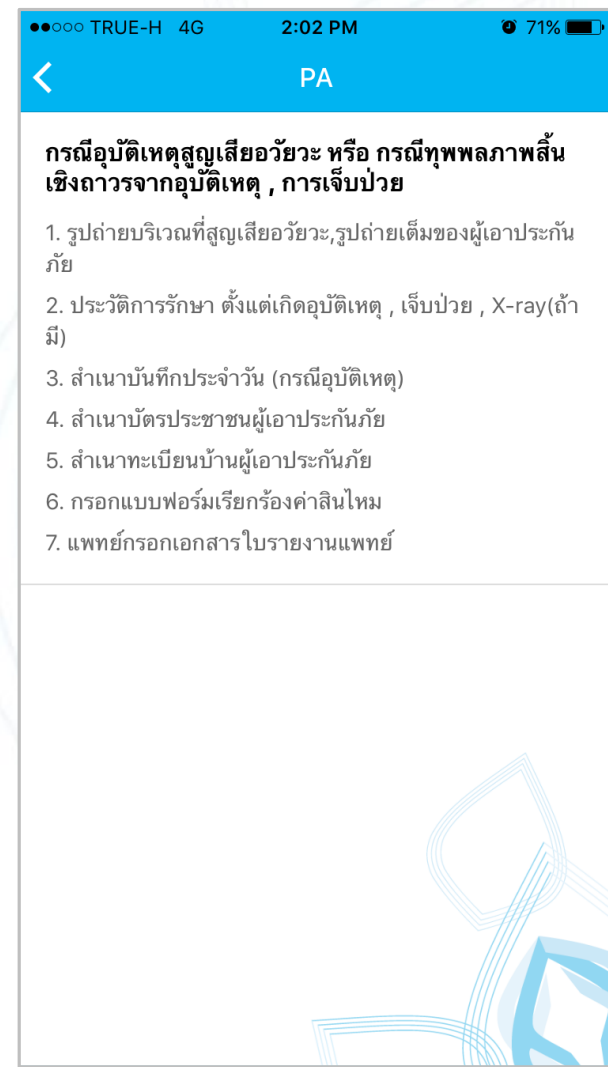 TRUE-H 4G 2:02 PM 71%
PA
กรณีอุบัติเหตุสูญเสียอวัยวะ หรือ กรณีทุพพลภาพสิ้น
เชิงถาวรจากอุบัติเหตุ , การเจ็บป่วย
1. รูปถ่ายบริเวณที่สูญเสียอวัยวะ,รูปถ่ายเต็มของผู้เอาประกัน
ภัย
2. ประวัติการรักษา ตั้งแต่เกิดอุบัติเหตุ , เจ็บป่วย , X-ray(ถ้า
มี)
3. สำเนาบันทึกประจำวัน (กรณีอุบัติเหตุ)
4. สำเนาบัตรประชาชนผู้เอาประกันภัย
5. สำเนาทะเบียนบ้านผู้เอาประกันภัย
6. กรอกแบบฟอร์มเรียกร้องค่าสินไหม
7. แพทย์กรอกเอกสารใบรายงานแพทย์